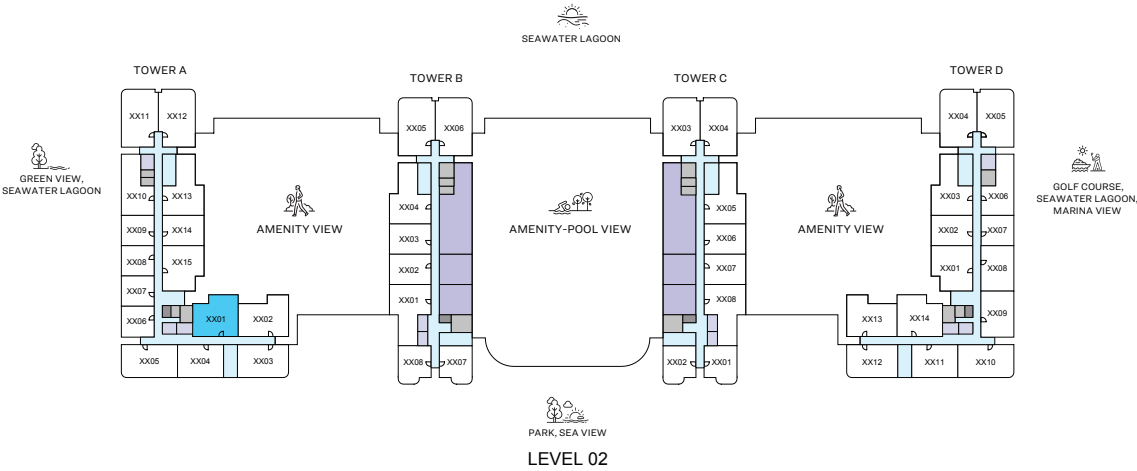 SEAWATER LAGOON
TOWER A
TOWER B
TOWER C
TOWER D
XX11
XX12
XX05
XX06
XX03
XX04
XX04
XX05
GREEN VIEW,
SEAWATER LAGOON
GOLF COURSE,
SEAWATER LAGOON,
MARINA VIEW
XX10
XX13
XX04
XX05
XX03
XX06
AMENITY VIEW
AMENITY-POOL VIEW
AMENITY VIEW
XX09
XX14
XX03
XX06
XX02
XX07
XX08
XX15
XX02
XX07
XX01
XX08
XX07
XX01
XX08
XX06
XX01
XX02
XX13
XX14
XX09
XX05
XX04
XX03
XX08
XX07
XX02
XX01
XX12
XX11
XX10
PARK, SEA VIEW
LEVEL 02